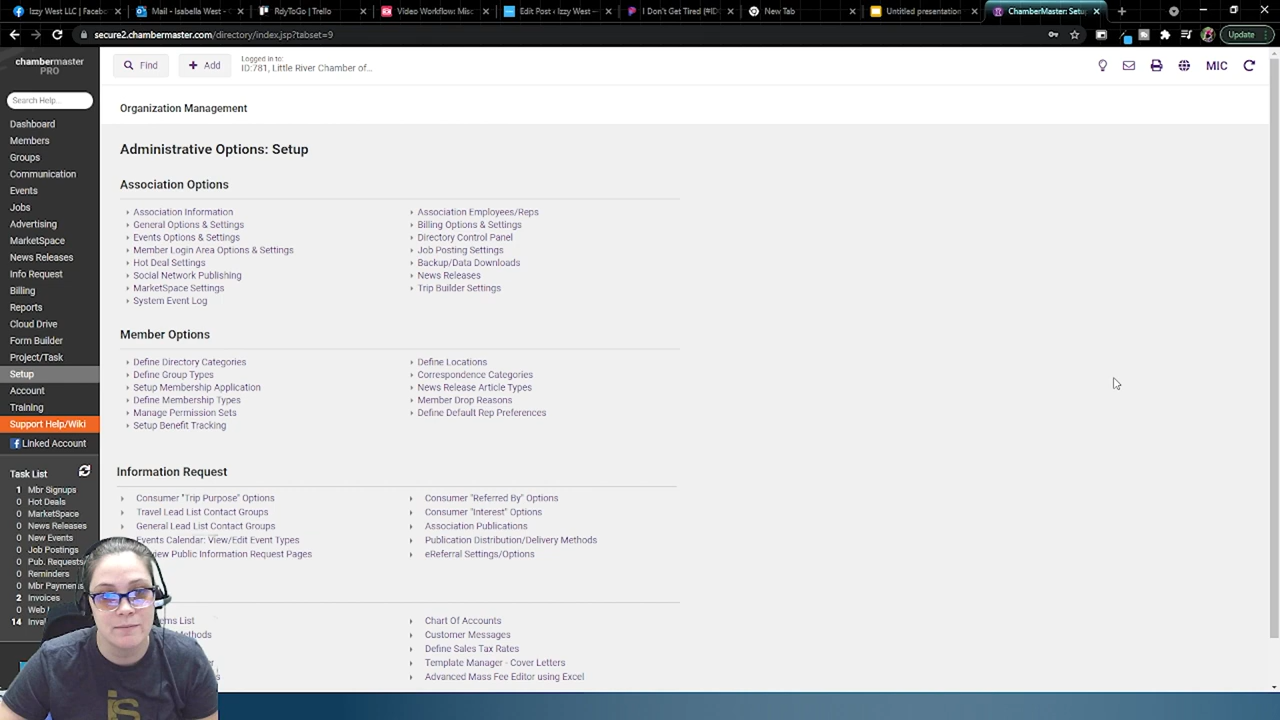 Izzy West LLC | Facebook
Mail - Isabella West - C
RdyToGo | Trello
Video Workflow: Misc
Edit Post ‹ Izzy West —
I Don't Get Tired (#ID
New Tab
Untitled presentation
ChamberMaster: Setu
secure2.chambermaster.com/directory/index.jsp?tabset=9
Update
chambermaster
PRO
Find
Add
Logged in to:
ID:781, Little River Chamber of...
MIC
Search Help...
Organization Management
Dashboard
Members
Groups
Communication
Events
Jobs
Advertising
MarketSpace
News Releases
Info Request
Billing
Reports
Cloud Drive
Form Builder
Project/Task
Setup
Account
Training
Support Help/Wiki
Linked Account
Task List
1 Mbr Signups
0 Hot Deals
0 MarketSpace
0 News Releases
0 New Events
0 Job Postings
0 Pub. Requests
0 Reminders
0 Mbr Paymen
2 Invoices
0 Web
14 Inva
Administrative Options: Setup
Association Options
Association Information
Association Employees/Reps
General Options & Settings
Billing Options & Settings
Events Options & Settings
Directory Control Panel
Member Login Area Options & Settings
Job Posting Settings
Hot Deal Settings
Backup/Data Downloads
Social Network Publishing
News Releases
MarketSpace Settings
Trip Builder Settings
System Event Log
Member Options
Define Directory Categories
Define Locations
Define Group Types
Correspondence Categories
Setup Membership Application
News Release Article Types
Define Membership Types
Member Drop Reasons
Manage Permission Sets
Define Default Rep Preferences
Setup Benefit Tracking
Information Request
Consumer "Trip Purpose" Options
Consumer "Referred By" Options
Travel Lead List Contact Groups
Consumer "Interest" Options
General Lead List Contact Groups
Association Publications
Events Calendar: View/Edit Event Types
Publication Distribution/Delivery Methods
view Public Information Request Pages
eReferral Settings/Options
ems List
Chart Of Accounts
Methods
Customer Messages
Define Sales Tax Rates
Template Manager - Cover Letters
Advanced Mass Fee Editor using Excel
is